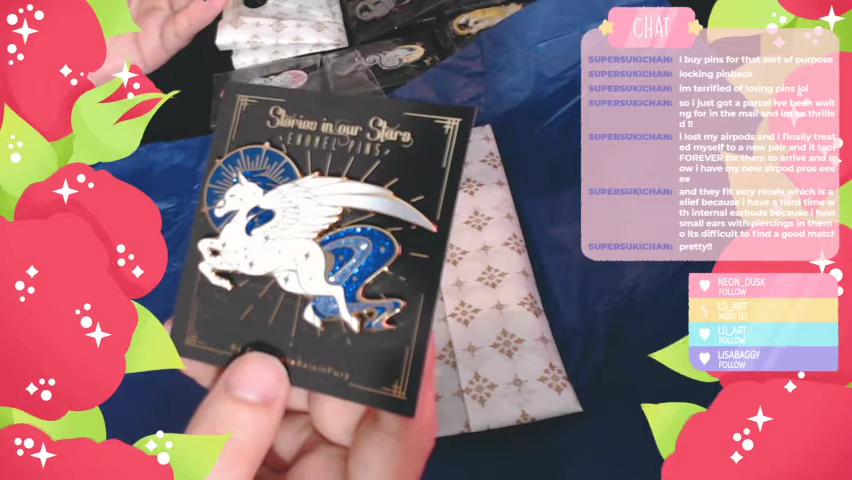 CHAT
SUPERSUKICHAN: i buy pins for that sort of purpose
SUPERSUKICHAN: locking pinback
SUPERSUKICHAN: im terrified of losing pins lol
SUPERSUKICHAN: so i just got a parcel ive been wait
ng for in the mail and im so thrille
d !!
SUPERSUKICHAN: i lost my airpods and i finally treat
ed myself to a new pair and it too
FOREVER for them to arrive and n
ow i have my new airpod pros eee
ee
SUPERSUKICHAN: and they fit very nicely which is a
elief because i have a hard time w
th internal earbuds because i hav
small ears with piercings in them
o its difficult to find a good match
SUPERSUKICHAN: pretty!!
Stories in our Stars
ENAMEL PINS
NEON_DUSK
FOLLOW
LD_ART
HOST (1)
LD_ART
FOLLOW
LISABAGGY
FOLLOW